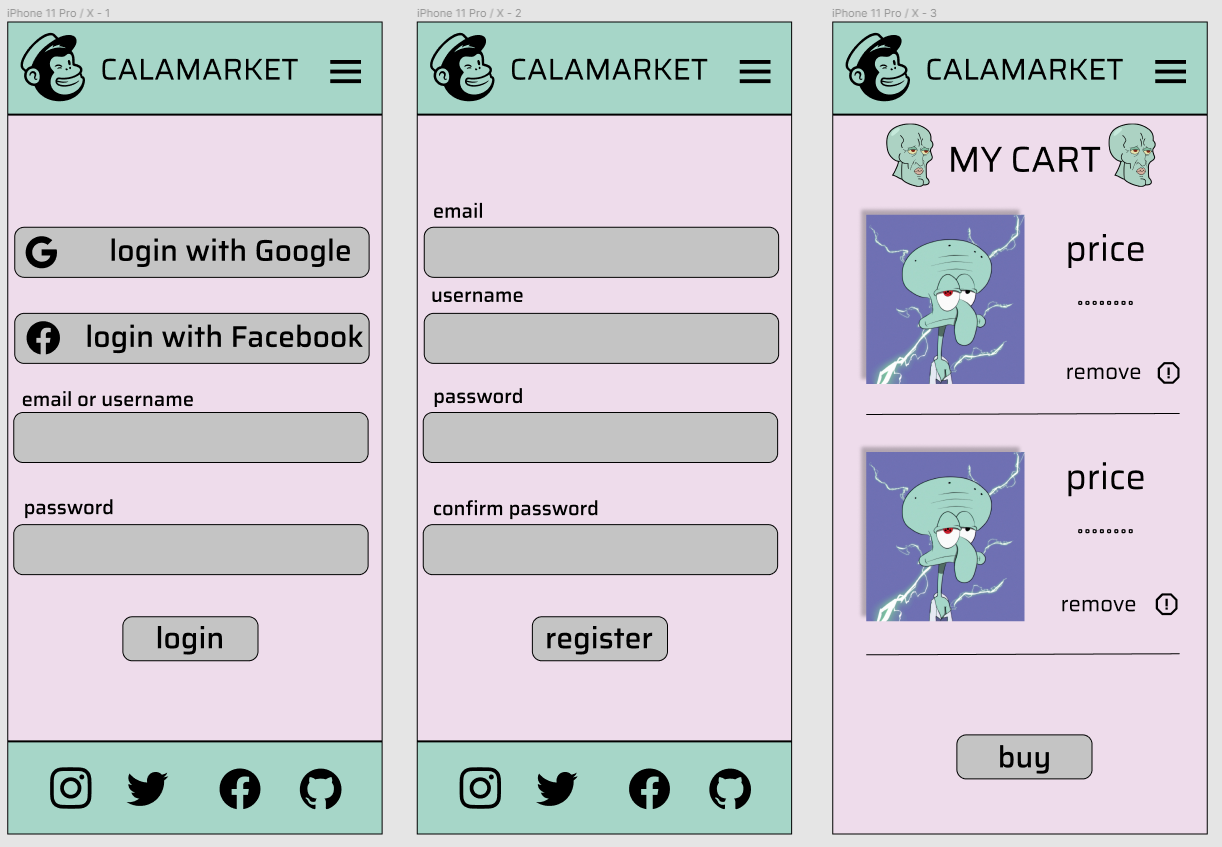 iPhone 11 Pro / X - 1
CALAMARKET
login with Google
login with Facebook
email or username
password
login
iPhone 11 Pro / X - 2
CALAMARKET
email
username
password
confirm password
register
iPhone 11 Pro / X - 3
CALAMARKET
MY CART
price
remove
price
remove
buy